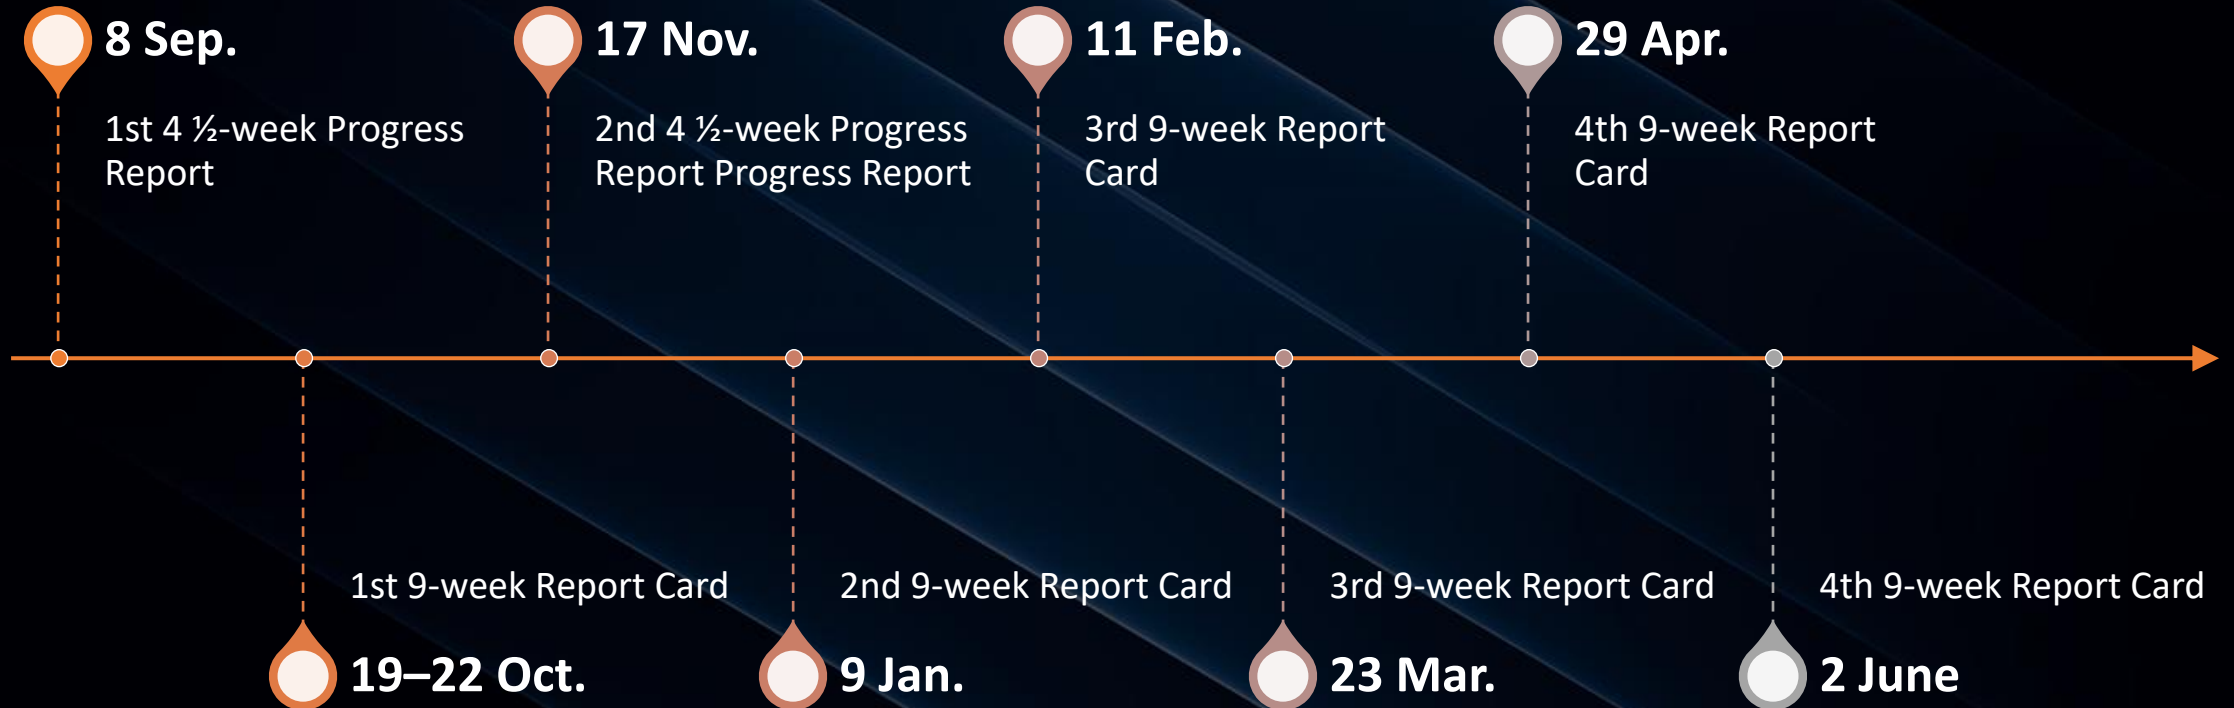 8 Sep.
1st 4 ½-week Progress
Report
17 Nov.
2nd 4 ½-week Progress
Report Progress Report
11 Feb.
3rd 9-week Report
Card
29 Apr.
4th 9-week Report
Card
1st 9-week Report Card
19–22 Oct.
2nd 9-week Report Card
9 Jan.
3rd 9-week Report Card
23 Mar.
4th 9-week Report Card
2 June